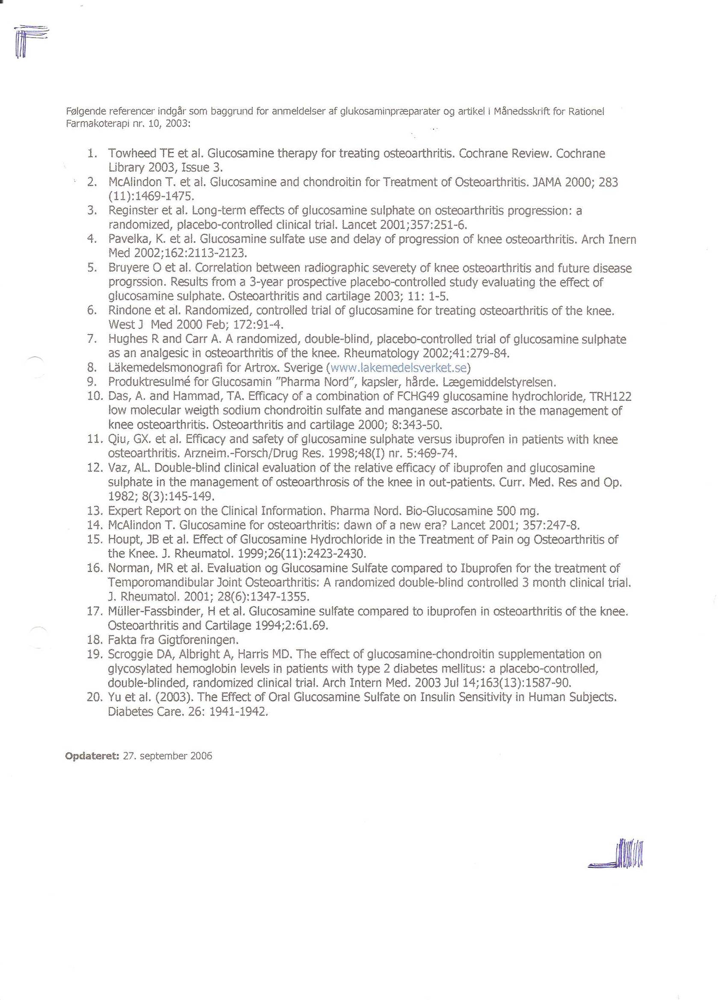 Følgende referencer indgår som baggrund for anmeldelser af glukosaminpræparater og artikel i Månedsskrift for Rationel
Farmakoterapi nr. 10, 2003:
1. Towheed TE et al. Glucosamine therapy for treating osteoarthritis. Cochrane Review. Cochrane
Library 2003, Issue 3.
2. McAlindon T. et al. Glucosamine and chondroitin for Treatment of Osteoarthritis. JAMA 2000; 283
(11):1469-1475.
3. Reginster et al. Long-term effects of glucosamine sulphate on osteoarthritis progression: a
randomized, placebo-controlled clinical trial. Lancet 2001;357:251-6.
4. Pavelka, K. et al. Glucosamine sulfate use and delay of progression of knee osteoarthritis. Arch Inern
Med 2002;162:2113-2123.
5. Bruyere O et al. Correlation between radiographic severety of knee osteoarthritis and future disease
progrssion. Results from a 3-year prospective placebo-controlled study evaluating the effect of
glucosamine sulphate. Osteoarthritis and cartilage 2003; 11: 1-5.
6. Rindone et al. Randomized, controlled trial of glucosamine for treating osteoarthritis of the knee.
West J Med 2000 Feb; 172:91-4.
7. Hughes R and Carr A. A randomized, double-blind, placebo-controlled trial of glucosamine sulphate
as an analgesic in osteoarthritis of the knee. Rheumatology 2002;41:279-84.
8. Läkemedelsmonografi for Artrox. Sverige (www.lakemedelsverket.se)
9. Produktresulmé for Glucosamin "Pharma Nord", kapsler, hårde. Lægemiddelstyrelsen.
10. Das, A. and Hammad, TA. Efficacy of a combination of FCHG49 glucosamine hydrochloride, TRH122
low molecular weigth sodium chondroitin sulfate and manganese ascorbate in the management of
knee osteoarthritis. Osteoarthritis and cartilage 2000; 8:343-50.
11. Qiu, GX. et al. Efficacy and safety of glucosamine sulphate versus ibuprofen in patients with knee
osteoarthritis. Arzneim.-Forsch/Drug Res. 1998;48(I) nr. 5:469-74.
12. Vaz, AL. Double-blind clinical evaluation of the relative efficacy of ibuprofen and glucosamine
sulphate in the management of osteoarthrosis of the knee in out-patients. Curr. Med. Res and Op.
1982; 8(3):145-149.
13. Expert Report on the Clinical Information. Pharma Nord. Bio-Glucosamine 500 mg.
14. McAlindon T. Glucosamine for osteoarthritis: dawn of a new era? Lancet 2001; 357:247-8.
15. Houpt, JB et al. Effect of Glucosamine Hydrochloride in the Treatment of Pain og Osteoarthritis of
the Knee. J. Rheumatol. 1999;26(11):2423-2430.
16. Norman, MR et al. Evaluation og Glucosamine Sulfate compared to Ibuprofen for the treatment of
Temporomandibular Joint Osteoarthritis: A randomized double-blind controlled 3 month clinical trial.
J. Rheumatol. 2001; 28(6):1347-1355.
17. Müller-Fassbinder, H et al. Glucosamine sulfate compared to ibuprofen in osteoarthritis of the knee.
Osteoarthritis and Cartilage 1994;2:61.69.
18. Fakta fra Gigtforeningen.
19. Scroggie DA, Albright A, Harris MD. The effect of glucosamine-chondroitin supplementation on
glycosylated hemoglobin levels in patients with type 2 diabetes mellitus: a placebo-controlled,
double-blinded, randomized clinical trial. Arch Intern Med. 2003 Jul 14;163(13):1587-90.
20. Yu et al. (2003). The Effect of Oral Glucosamine Sulfate on Insulin Sensitivity in Human Subjects.
Diabetes Care. 26: 1941-1942.
Opdateret: 27. september 2006